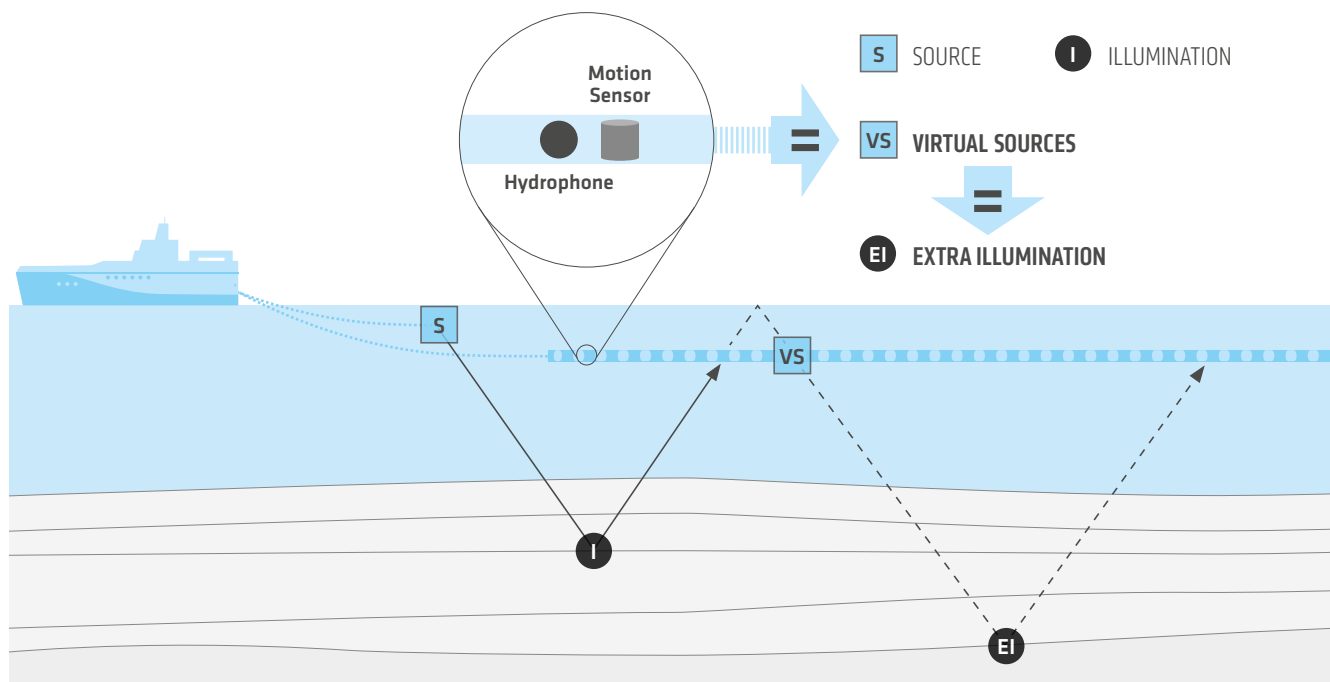 Motion
Sensor
Hydrophone
=
S SOURCE
I ILLUMINATION
VS VIRTUAL SOURCES
=
EI EXTRA ILLUMINATION
S
VS
I
EI